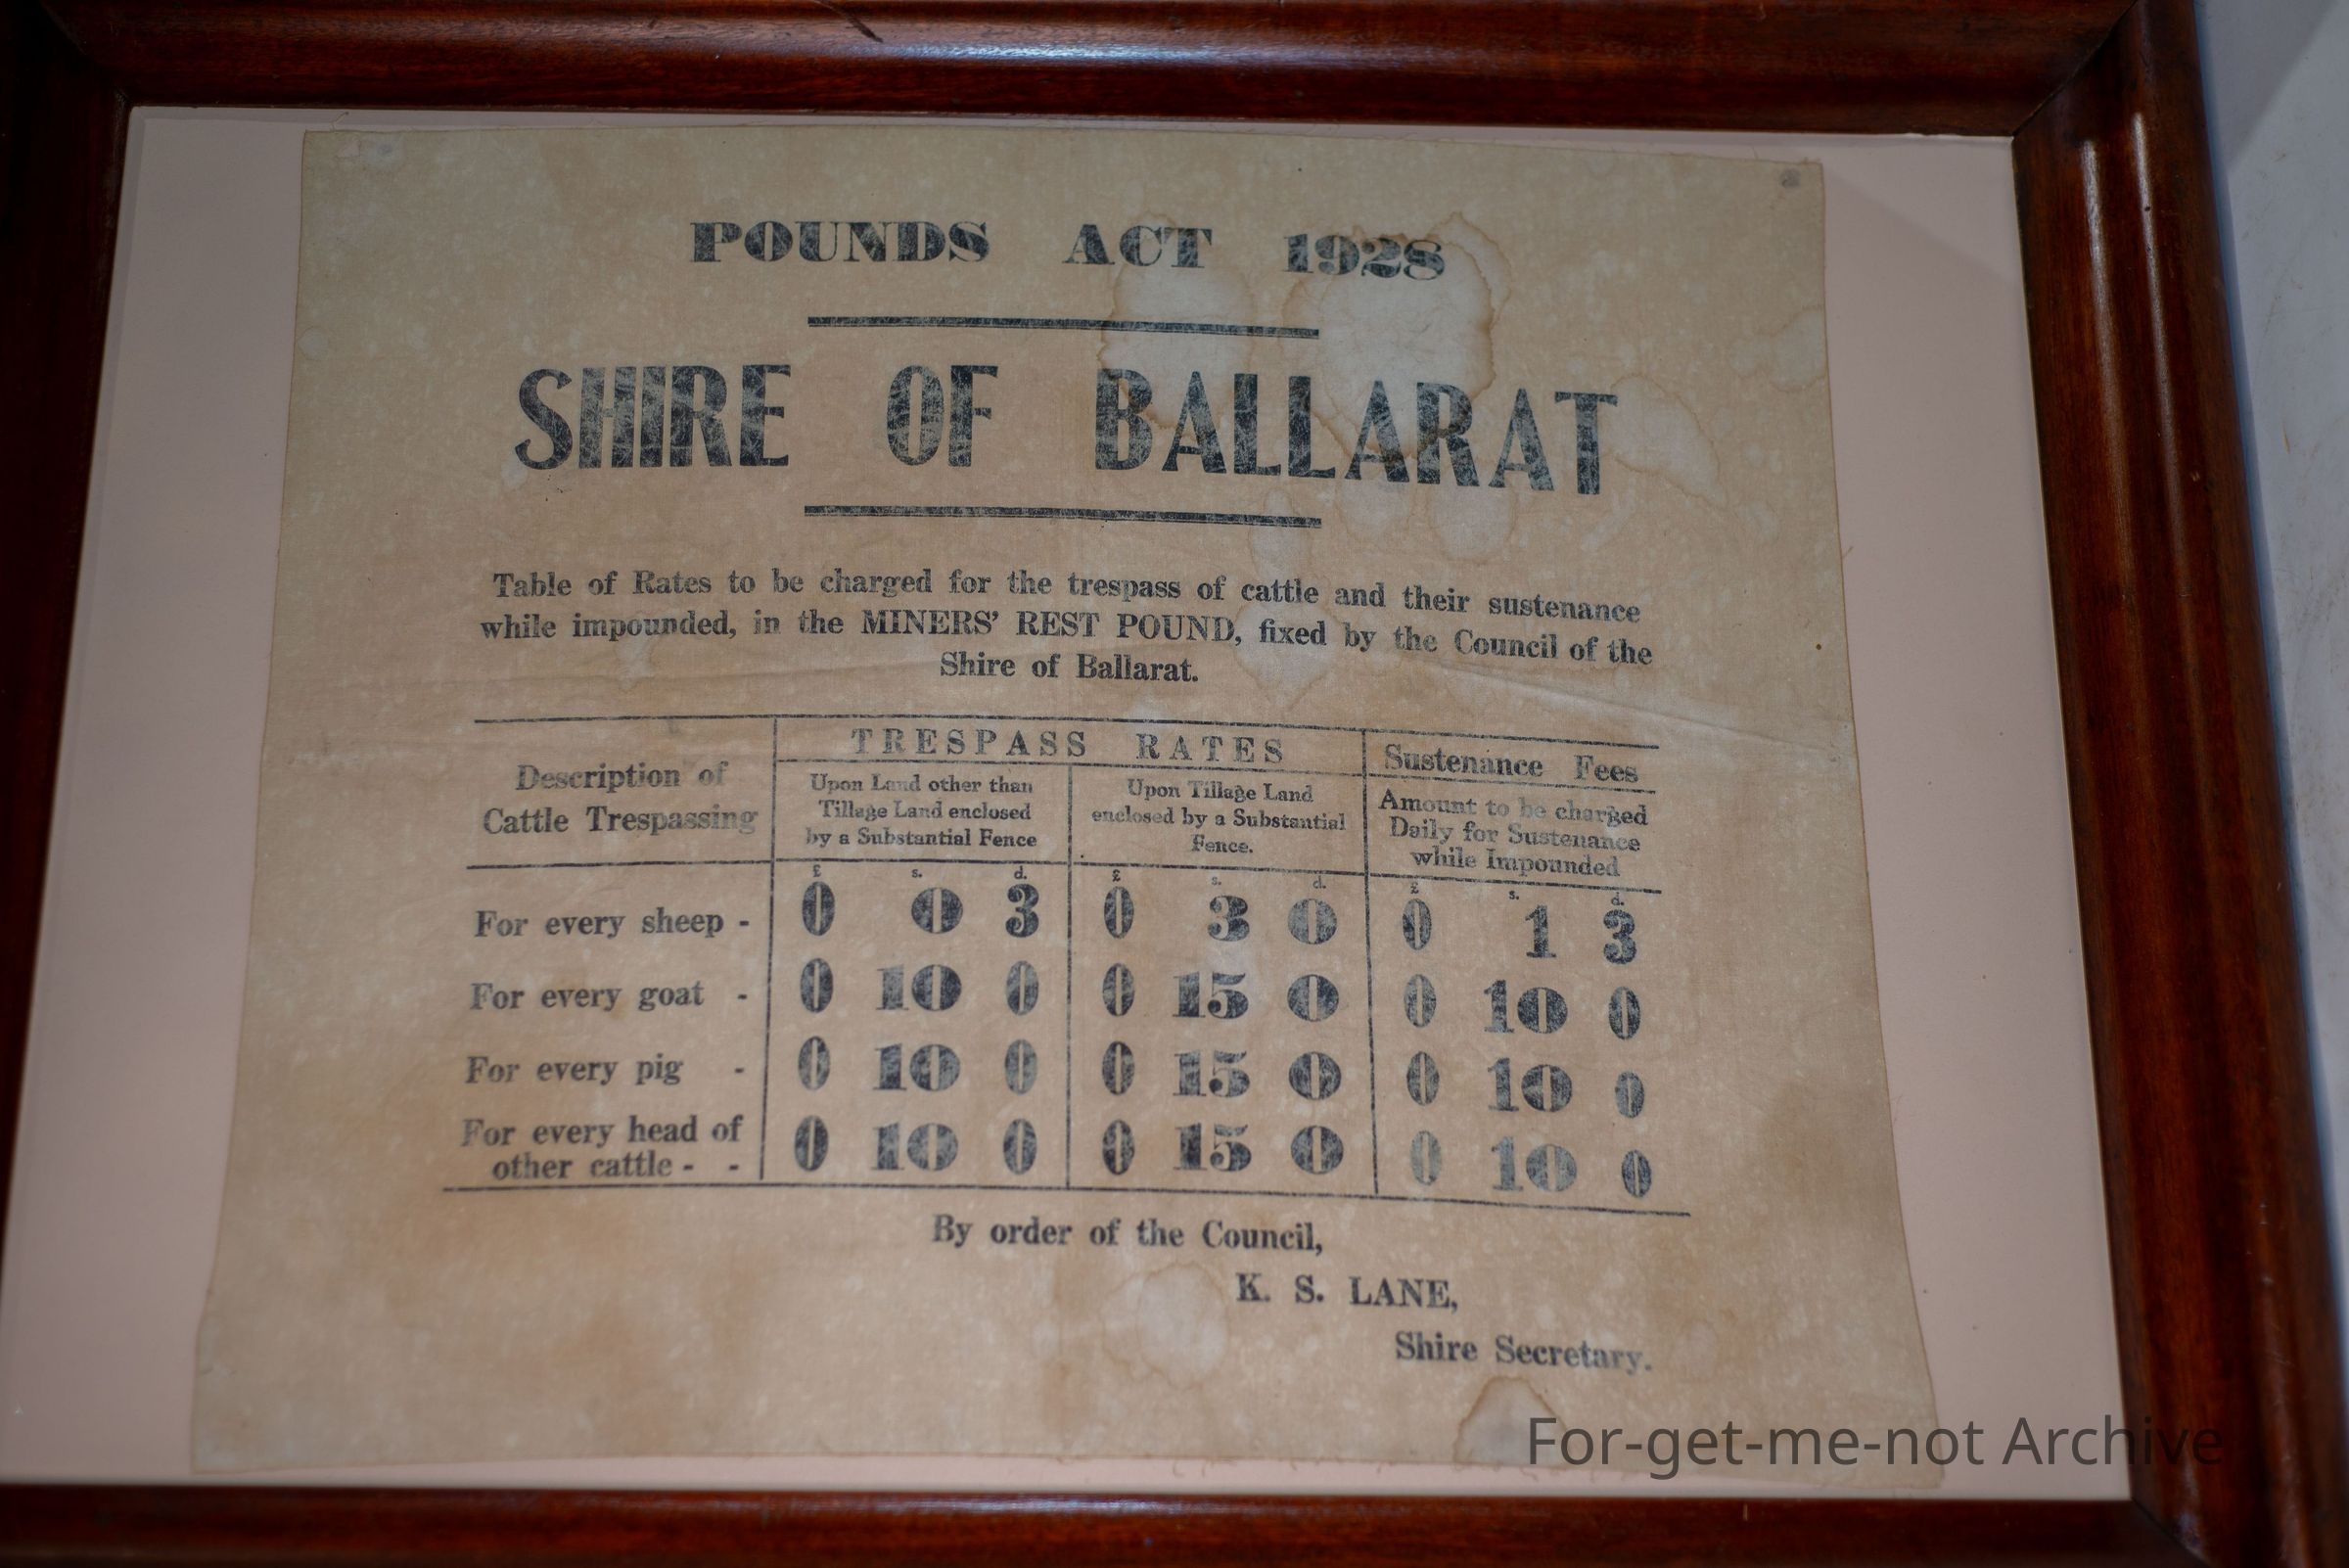 POUNDS ACT 1928
SHIRE OF BALLARAT
Table of Rates to be charged for the trespass of cattle and their sustenance
while impounded, in the MINERS' REST POUND, fixed by the Council of the
Shire of Ballarat.
Description of
Cattle Trespassing
TRESPASS RATES
Upon Land other than
Tillage Land enclosed
by a Substantial Fence
Upon Tillage Land
enclosed by a Substantial
Fence.
Sustenance Fees
Amount to be charged
Daily for Sustenance
while Impounded
£ s. d. £ s. d. £ s. d.
For every sheep - 0 0 3 0 3 0 0 1 3
For every goat - 0 10 0 0 15 0 0 10 0
For every pig - 0 10 0 0 15 0 0 10 0
For every head of
other cattle - - 0 10 0 0 15 0 0 10 0
By order of the Council,
K. S. LANE,
Shire Secretary.
For-get-me-not Archive